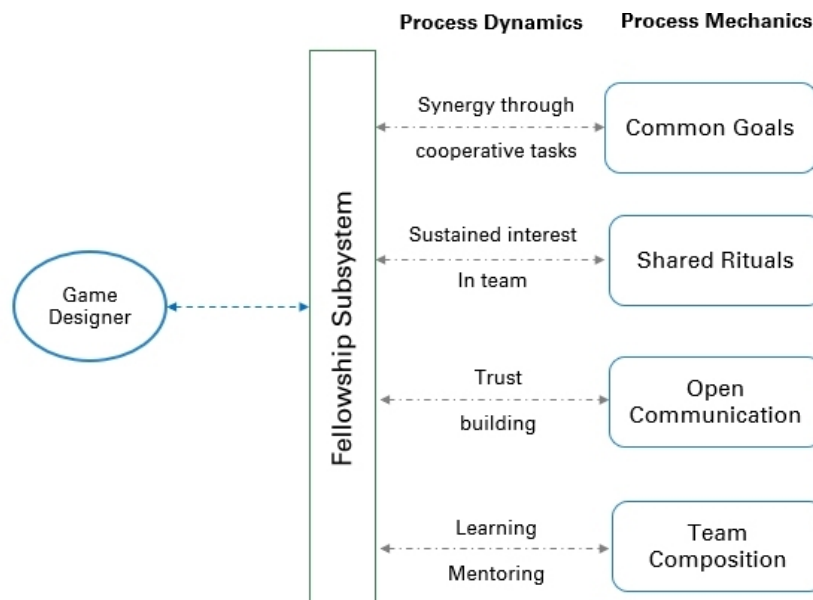 Process Dynamics
Process Mechanics
Synergy through
cooperative tasks
Common Goals
Sustained interest
In team
Shared Rituals
Game
Designer
Fellowship Subsystem
Trust
building
Open
Communication
Learning
Mentoring
Team
Composition